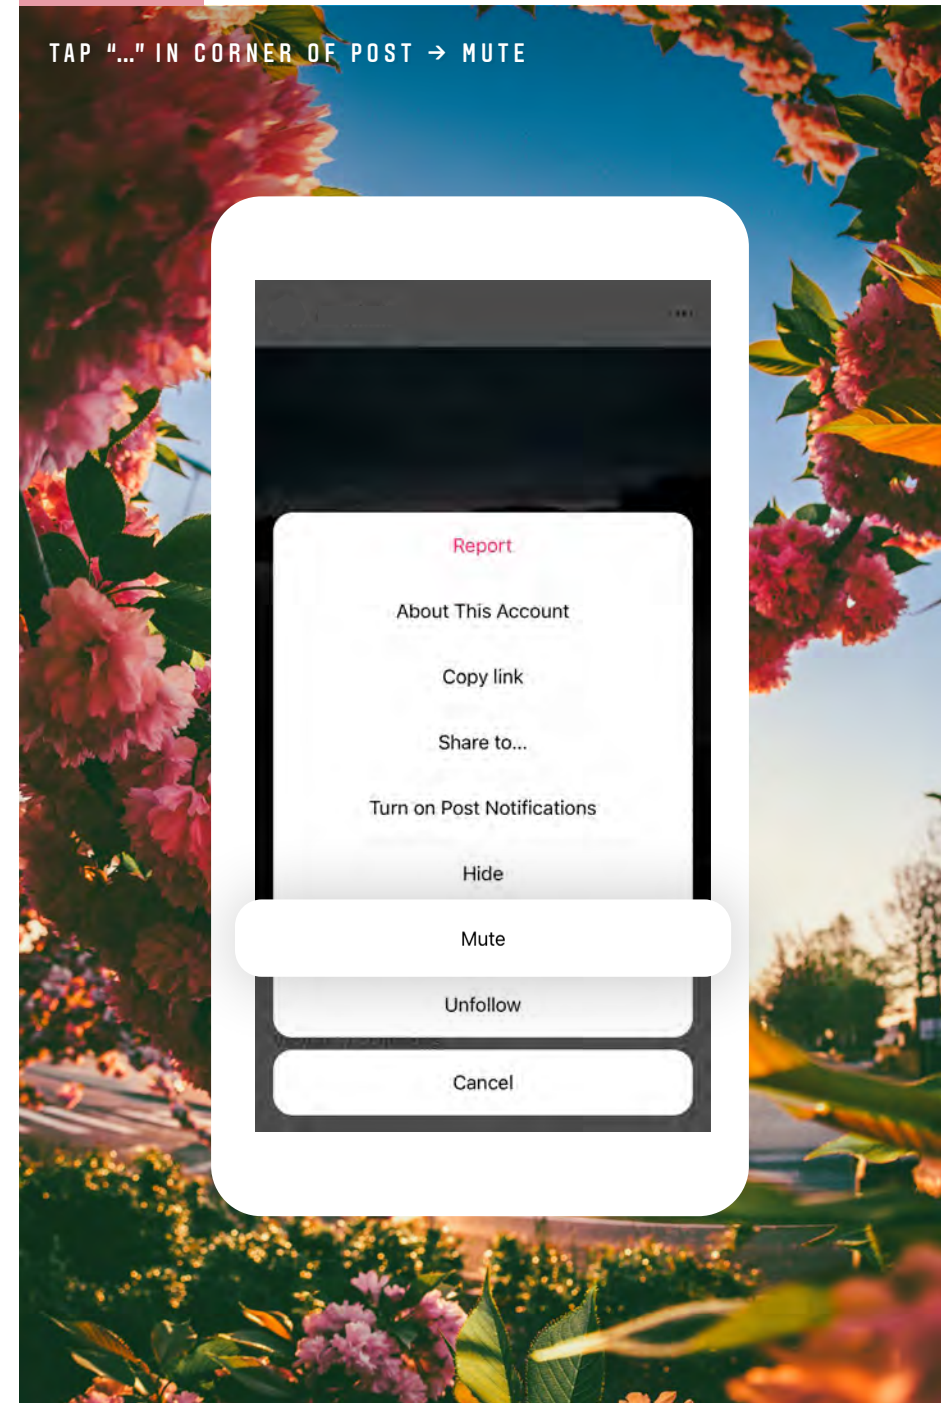 TAP “...” IN CORNER OF POST → MUTE
Report
About This Account
Copy link
Share to...
Turn on Post Notifications
Hide
Mute
Unfollow
Cancel